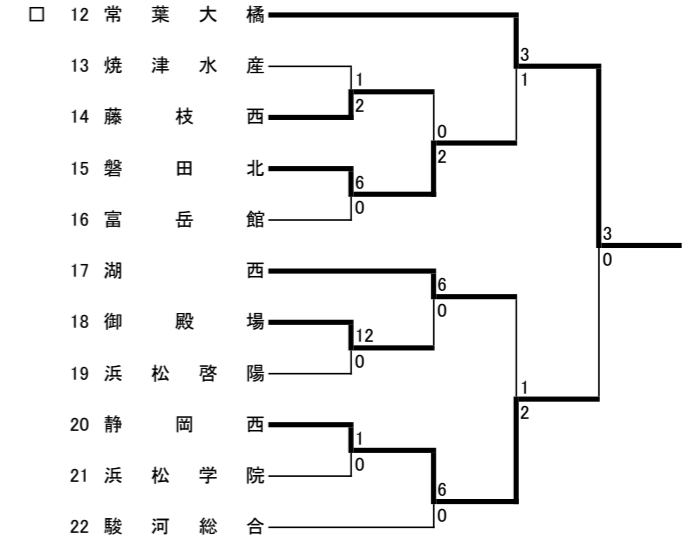 □ 12 常葉大橘
3
13 焼津水産
1
1
14 藤枝西
2
0
2
15 磐田北
6
0
16 富岳館
3
0
17 湖西
6
0
18 御殿場
12
0
19 浜松啓陽
1
2
20 静岡西
1
0
21 浜松学院
6
0
22 駿河総合